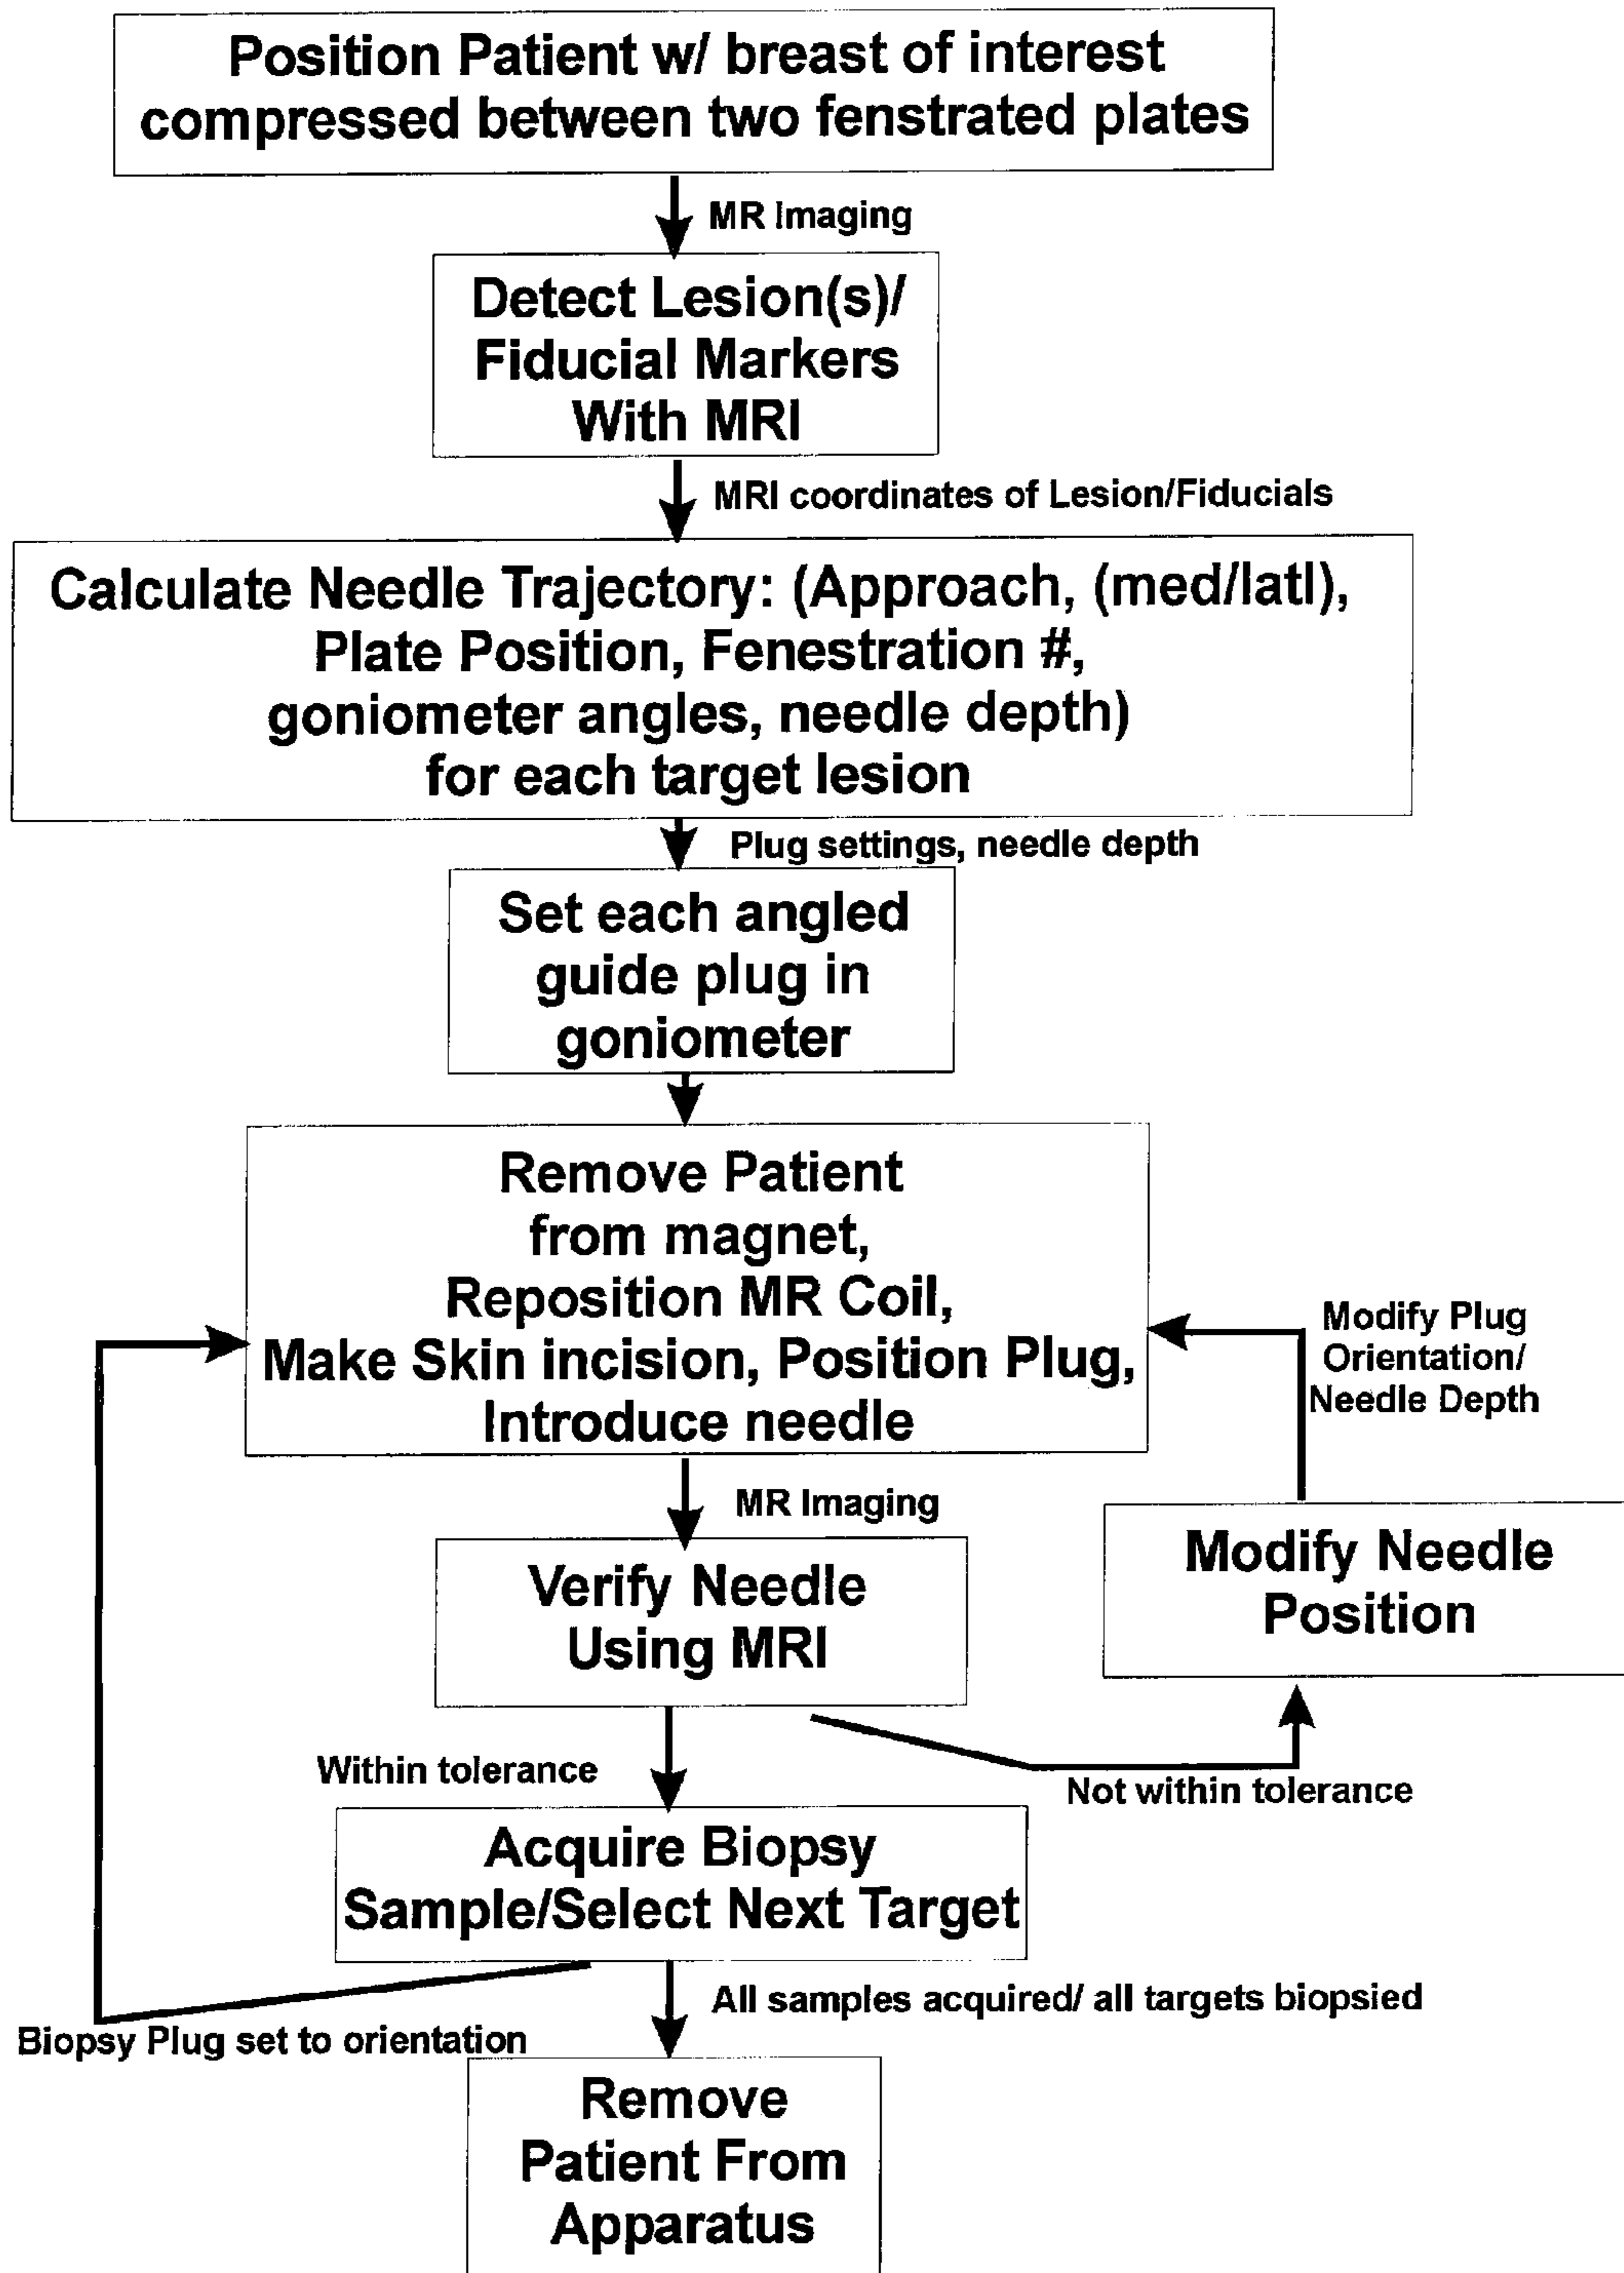 Position Patient w/ breast of interest
compressed between two fenstrated plates
MR Imaging
Detect Lesion(s)/
Fiducial Markers
With MRI
MRI coordinates of Lesion/Fiducials
Calculate Needle Trajectory: (Approach, (med/latl),
Plate Position, Fenestration #,
goniometer angles, needle depth)
for each target lesion
Plug settings, needle depth
Set each angled
guide plug in
goniometer
Remove Patient
from magnet,
Reposition MR Coil,
Make Skin incision, Position Plug,
Introduce needle
Modify Plug
Orientation/
Needle Depth
MR Imaging
Verify Needle
Using MRI
Modify Needle
Position
Within tolerance
Not within tolerance
Acquire Biopsy
Sample/Select Next Target
All samples acquired/ all targets biopsied
Biopsy Plug set to orientation
Remove
Patient From
Apparatus